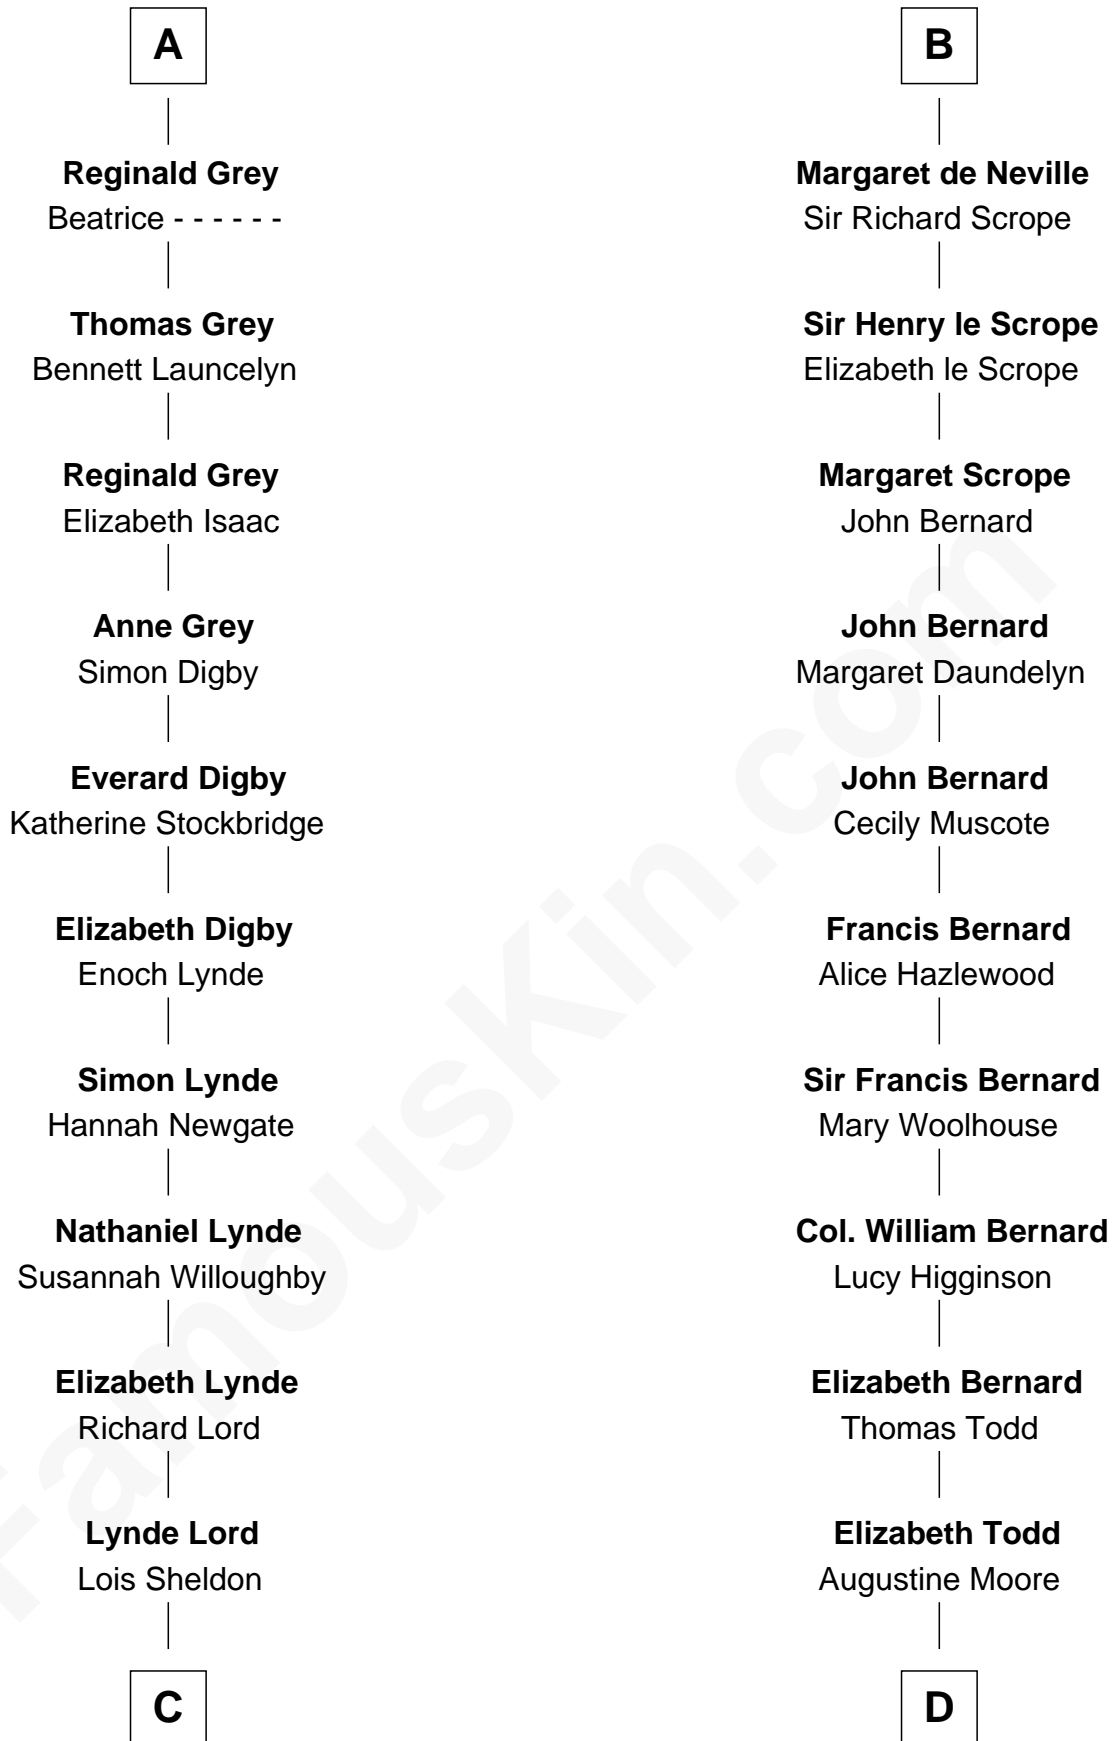 A
Reginald Grey
Beatrice - - - - - -
Thomas Grey
Bennett Launcelyn
Reginald Grey
Elizabeth Isaac
Anne Grey
Simon Digby
Everard Digby
Katherine Stockbridge
Elizabeth Digby
Enoch Lynde
Simon Lynde
Hannah Newgate
Nathaniel Lynde
Susannah Willoughby
Elizabeth Lynde
Richard Lord
Lynde Lord
Lois Sheldon
C
B
Margaret de Neville
Sir Richard Scrope
Sir Henry le Scrope
Elizabeth le Scrope
Margaret Scrope
John Bernard
John Bernard
Margaret Daundelyn
John Bernard
Cecily Muscote
Francis Bernard
Alice Hazlewood
Sir Francis Bernard
Mary Woolhouse
Col. William Bernard
Lucy Higginson
Elizabeth Bernard
Thomas Todd
Elizabeth Todd
Augustine Moore
D
FamousKin.com